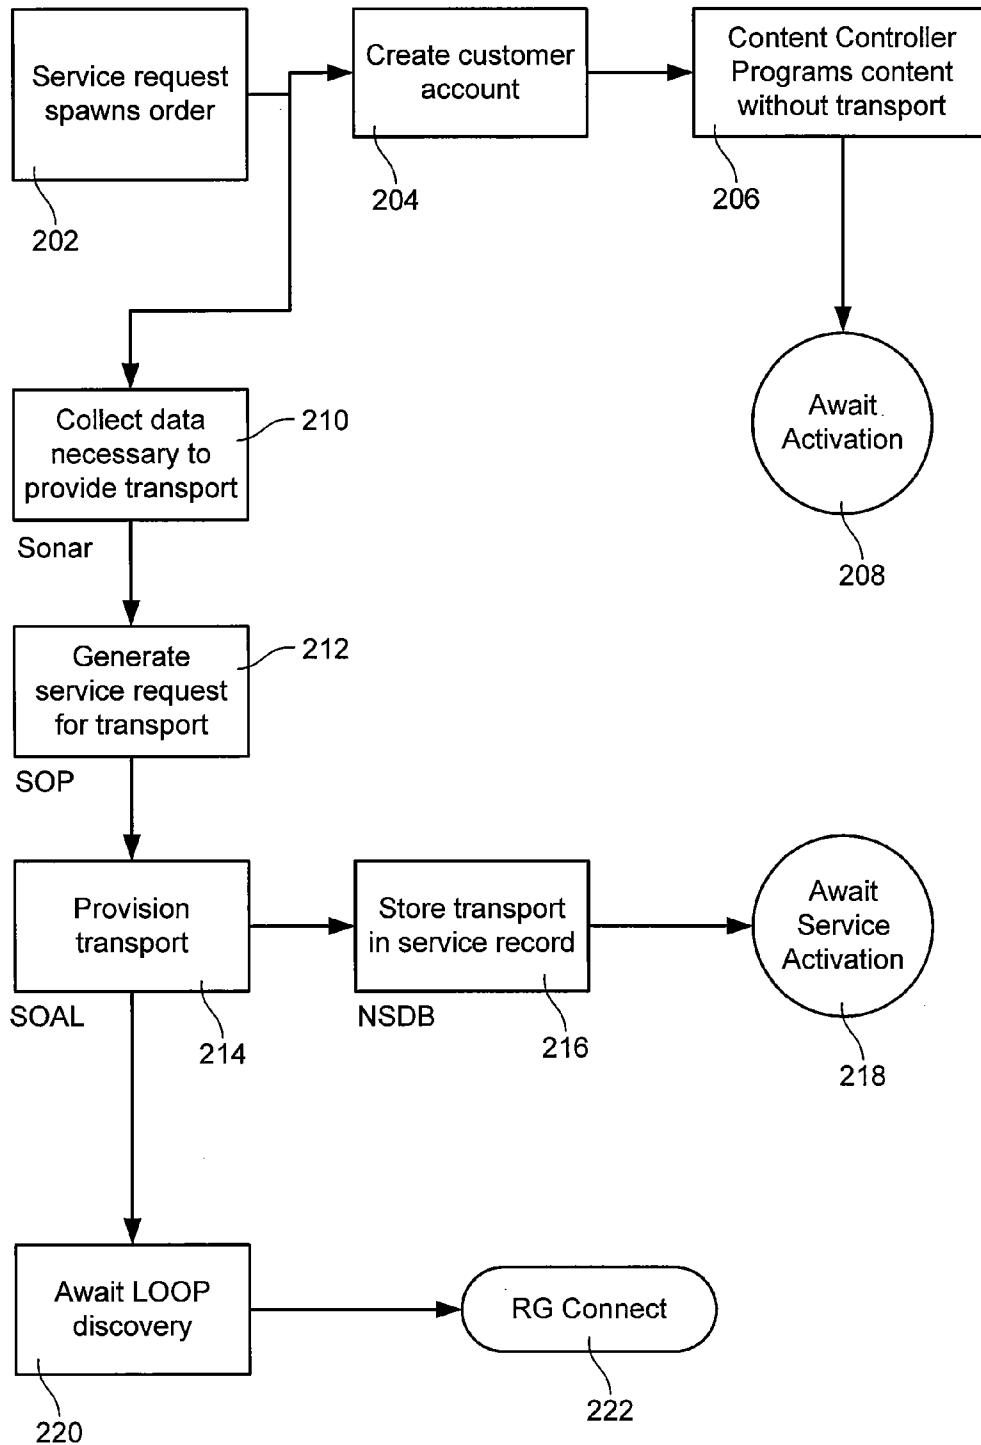 Service request
spawns order
202
Create customer
account
204
Content Controller
Programs content
without transport
206
Await
Activation
208
Collect data
necessary to
provide transport
210
Sonar
Generate
service request
for transport
212
SOP
Provision
transport
214
SOAL
Store transport
in service record
216
NSDB
Await
Service
Activation
218
Await LOOP
discovery
220
RG Connect
222